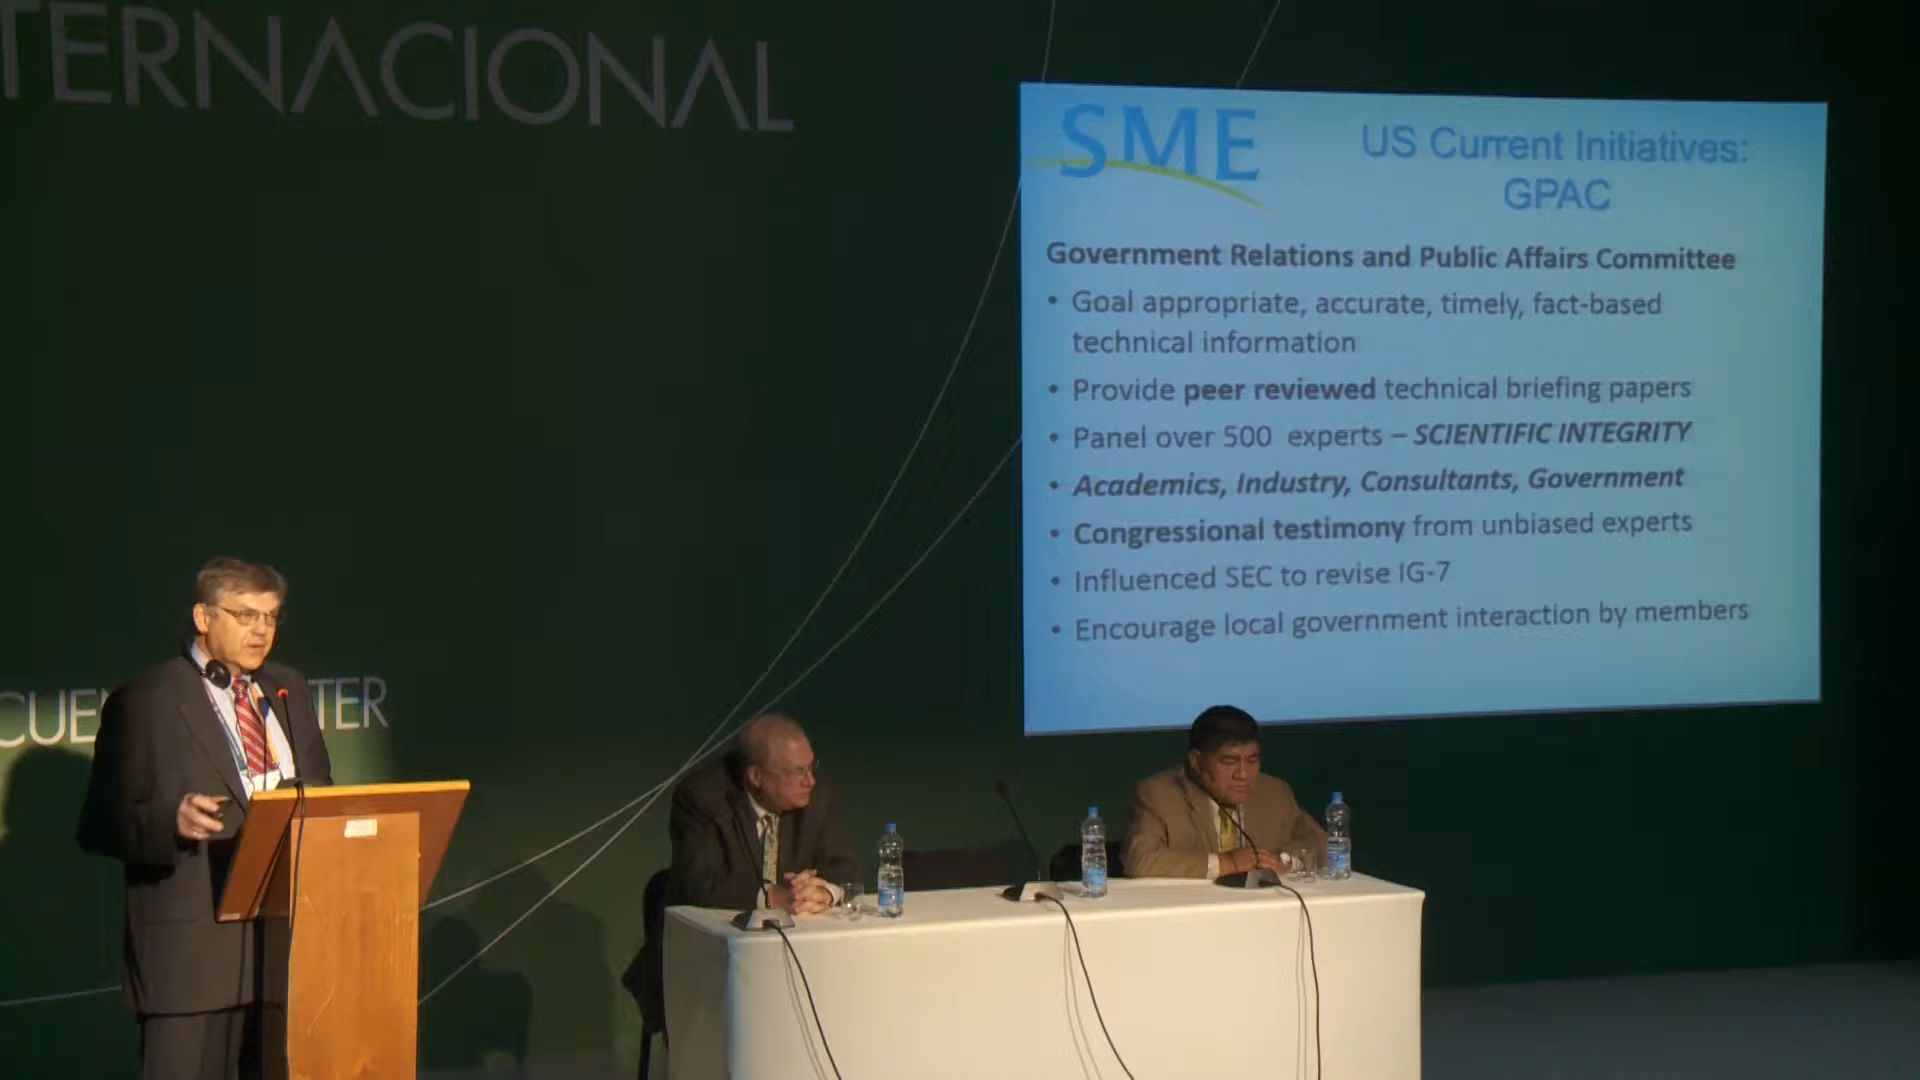 TERNACIONAL
SME
US Current Initiatives:
GPAC
Government Relations and Public Affairs Committee
• Goal appropriate, accurate, timely, fact-based
technical information
• Provide peer reviewed technical briefing papers
• Panel over 500 experts – SCIENTIFIC INTEGRITY
• Academics, Industry, Consultants, Government
• Congressional testimony from unbiased experts
• Influenced SEC to revise IG-7
• Encourage local government interaction by members
CUEN TER